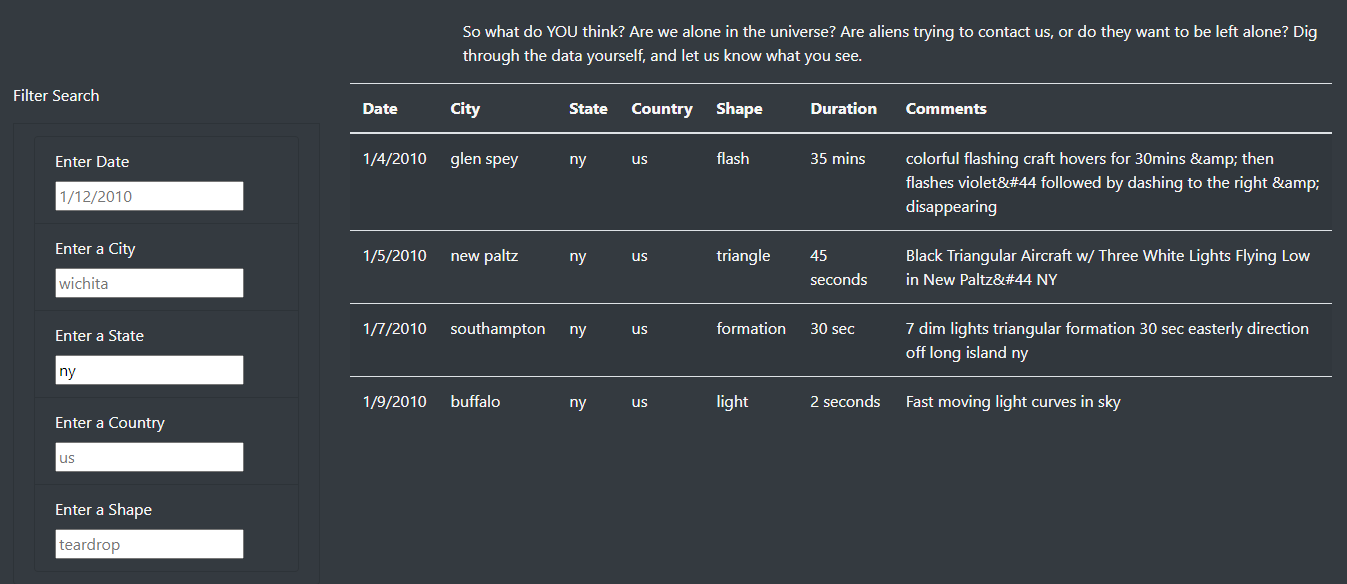 So what do YOU think? Are we alone in the universe? Are aliens trying to contact us, or do they want to be left alone? Dig
through the data yourself, and let us know what you see.
Filter Search
Enter Date
1/12/2010
Enter a City
wichita
Enter a State
ny
Enter a Country
us
Enter a Shape
teardrop
Date City State Country Shape Duration Comments
1/4/2010 glen spey ny us flash 35 mins colorful flashing craft hovers for 30mins &amp; then
flashes violet&#44 followed by dashing to the right &amp;
disappearing
1/5/2010 new paltz ny us triangle 45 Black Triangular Aircraft w/ Three White Lights Flying Low
seconds in New Paltz&#44 NY
1/7/2010 southampton ny us formation 30 sec 7 dim lights triangular formation 30 sec easterly direction
off long island ny
1/9/2010 buffalo ny us light 2 seconds Fast moving light curves in sky